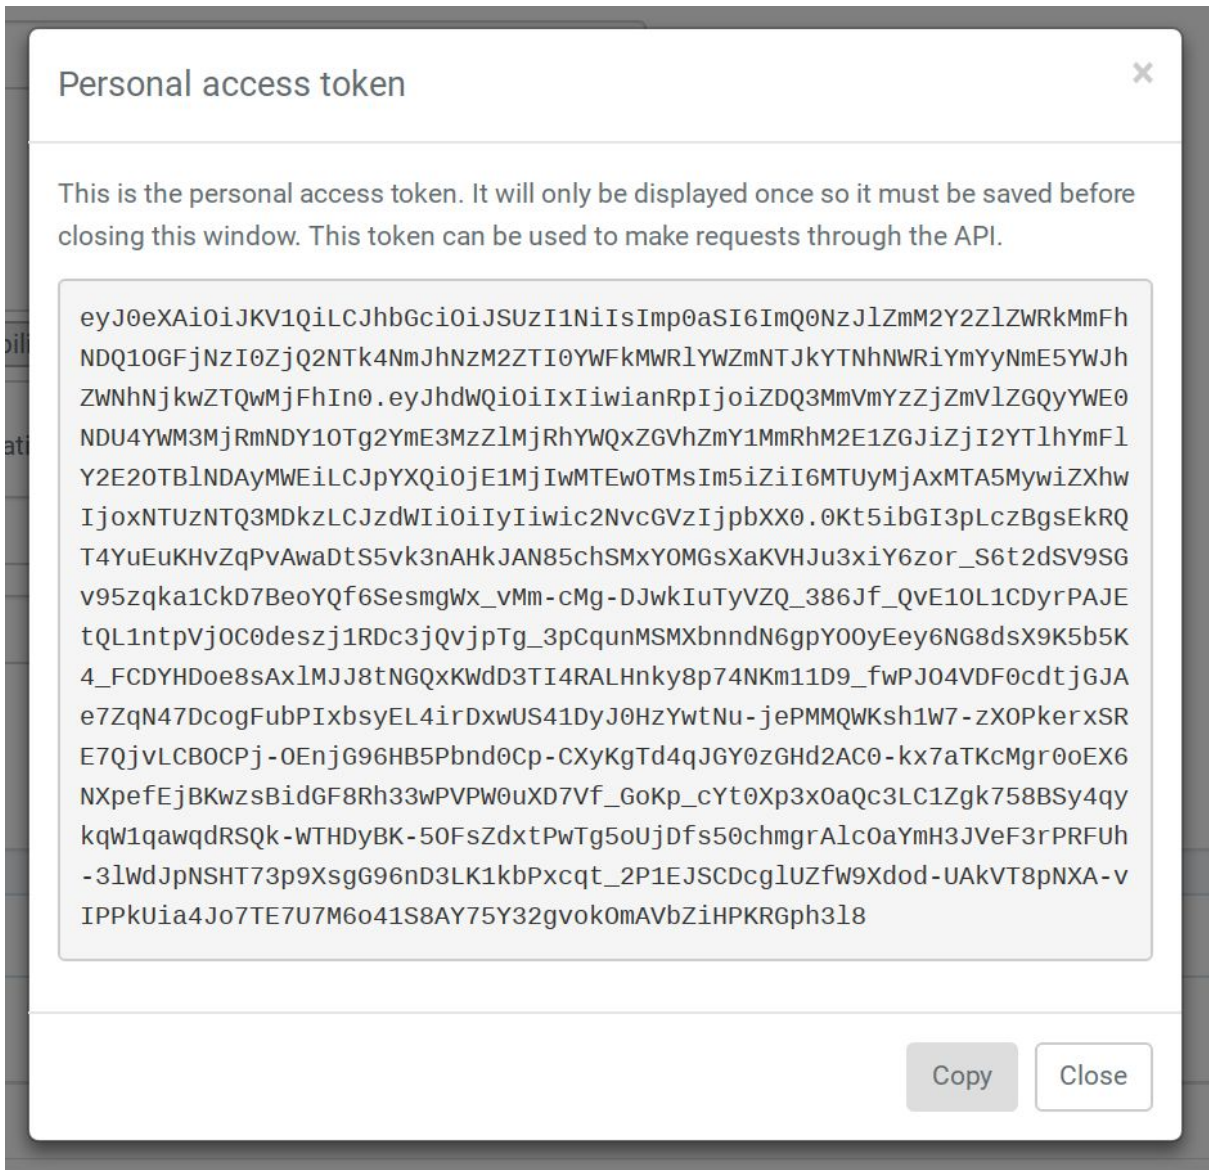 Personal access token
×
This is the personal access token. It will only be displayed once so it must be saved before
closing this window. This token can be used to make requests through the API.
eyJ0eXAiOiJKV1QiLCJhbGciOiJSUzI1NiIsImp0aSI6ImQ0NzJlZmM2Y2ZlZWRkMmFh
NDQ1OGFjNzI0ZjQ2NTk4NmJhNzM2ZTI0YWFkMWRlYWZmNTJkYTNhNWRiYmYyNmE5YWJh
ZWNhNjkwZTQwMjFhIn0.eyJhdWQiOiIxIiwianRpIjoiZDQ3MmVmYzZjZmVlZGQyYWE0
NDU4YWM3MjRmNDY1OTg2YmE3MzZlMjRhYWQxZGVhZmY1MmRhM2E1ZGJiZjI2YTlhYmFl
Y2E2OTBlNDAyMWEiLCJpYXQiOjE1MjIwMTEwOTMsIm5iZiI6MTUyMjAxMTA5MywiZXhw
IjoxNTUzNTQ3MDkzLCJzdWIiOiIyIiwic2NvcGVzIjpbXX0.0Kt5ibGI3pLczBgsEkRQ
T4YuEuKHvZqPvAwaDtS5vk3nAHkJAN85chSMxYOMGsXaKVHJu3xiY6zor_S6t2dSV9SG
v95zqka1CkD7BeoYQf6SesmgWx_vMm-cMg-DJwkIuTyVZQ_386Jf_QvE1OL1CDyrPAJE
tQL1ntpVjOC0deszj1RDc3jQvjpTg_3pCqunMSMXbnndN6gpYOOyEey6NG8dsX9K5b5K
4_FCDYHDoe8sAxlMJJ8tNGQxKWdD3TI4RALHnky8p74NKm11D9_fwPJO4VDF0cdtjGJA
e7ZqN47DcogFubPIxbsyEL4irDxwUS41DyJ0HzYwtNu-jePMMQWKsh1W7-zXOPkerxSR
E7QjvLCBOCPj-OEnjG96HB5Pbnd0Cp-CXyKgTd4qJGY0zGHd2AC0-kx7aTKcMgr0oEX6
NXpefEjBKwzsBidGF8Rh33wPVPW0uXD7Vf_GoKp_cYt0Xp3xOaQc3LC1Zgk758BSy4qy
kqW1qawqdRSQk-WTHDyBK-5OFsZdxtPwTg5oUjDfs50chmgrAlcOaYmH3JVeF3rPRFUh
-3lWdJpNSHT73p9XsgG96nD3LK1kbPxcqt_2P1EJSCDcglUZfW9Xdod-UAkVT8pNXA-v
IPPkUia4Jo7TE7U7M6o41S8AY75Y32gvokOmAVbZiHPKRGph3l8
Copy
Close